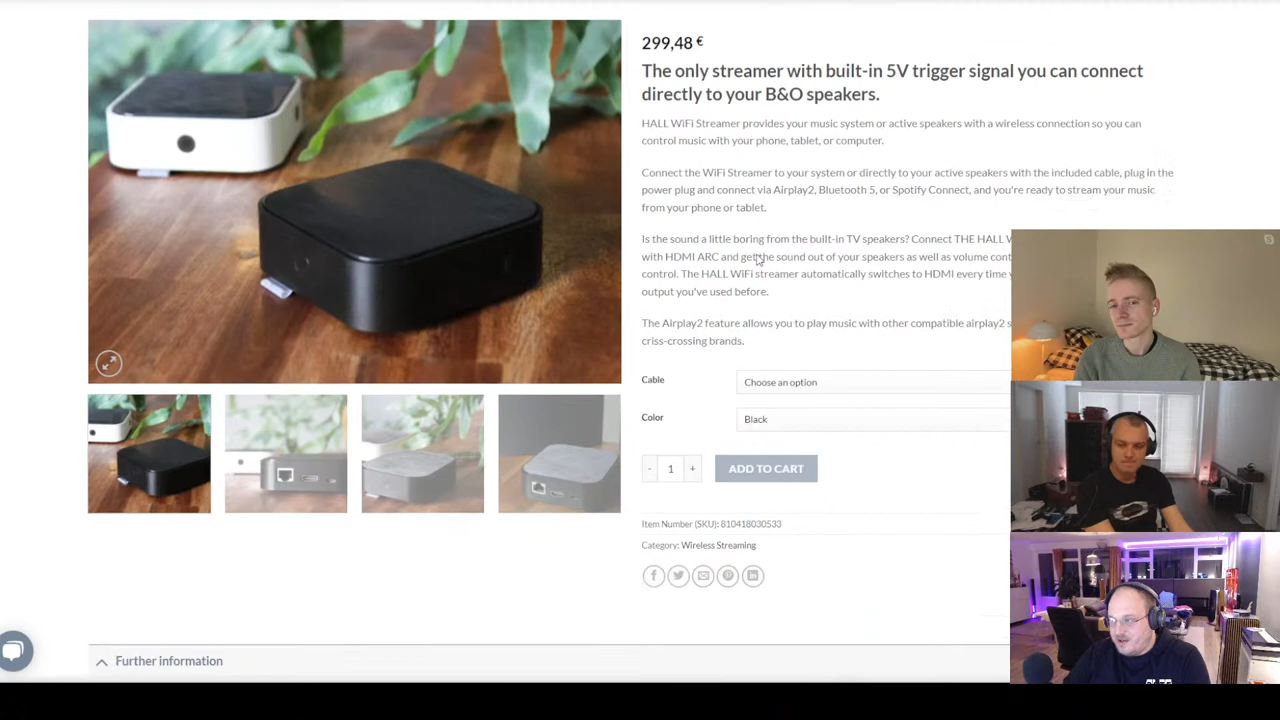 299,48 €
The only streamer with built-in 5V trigger signal you can connect
directly to your B&O speakers.
HALL WiFi Streamer provides your music system or active speakers with a wireless connection so you can
control music with your phone, tablet, or computer.
Connect the WiFi Streamer to your system or directly to your active speakers with the included cable, plug in the
power plug and connect via Airplay2, Bluetooth 5, or Spotify Connect, and you're ready to stream your music
from your phone or tablet.
Is the sound a little boring from the built-in TV speakers? Connect THE HALL W
with HDMI ARC and get the sound out of your speakers as well as volume cont
control. The HALL WiFi streamer automatically switches to HDMI every time y
output you've used before.
The Airplay2 feature allows you to play music with other compatible airplay2 s
criss-crossing brands.
Cable
Choose an option
Color
Black
- 1 +
ADD TO CART
Item Number (SKU): 810418030533
Category: Wireless Streaming
Further information